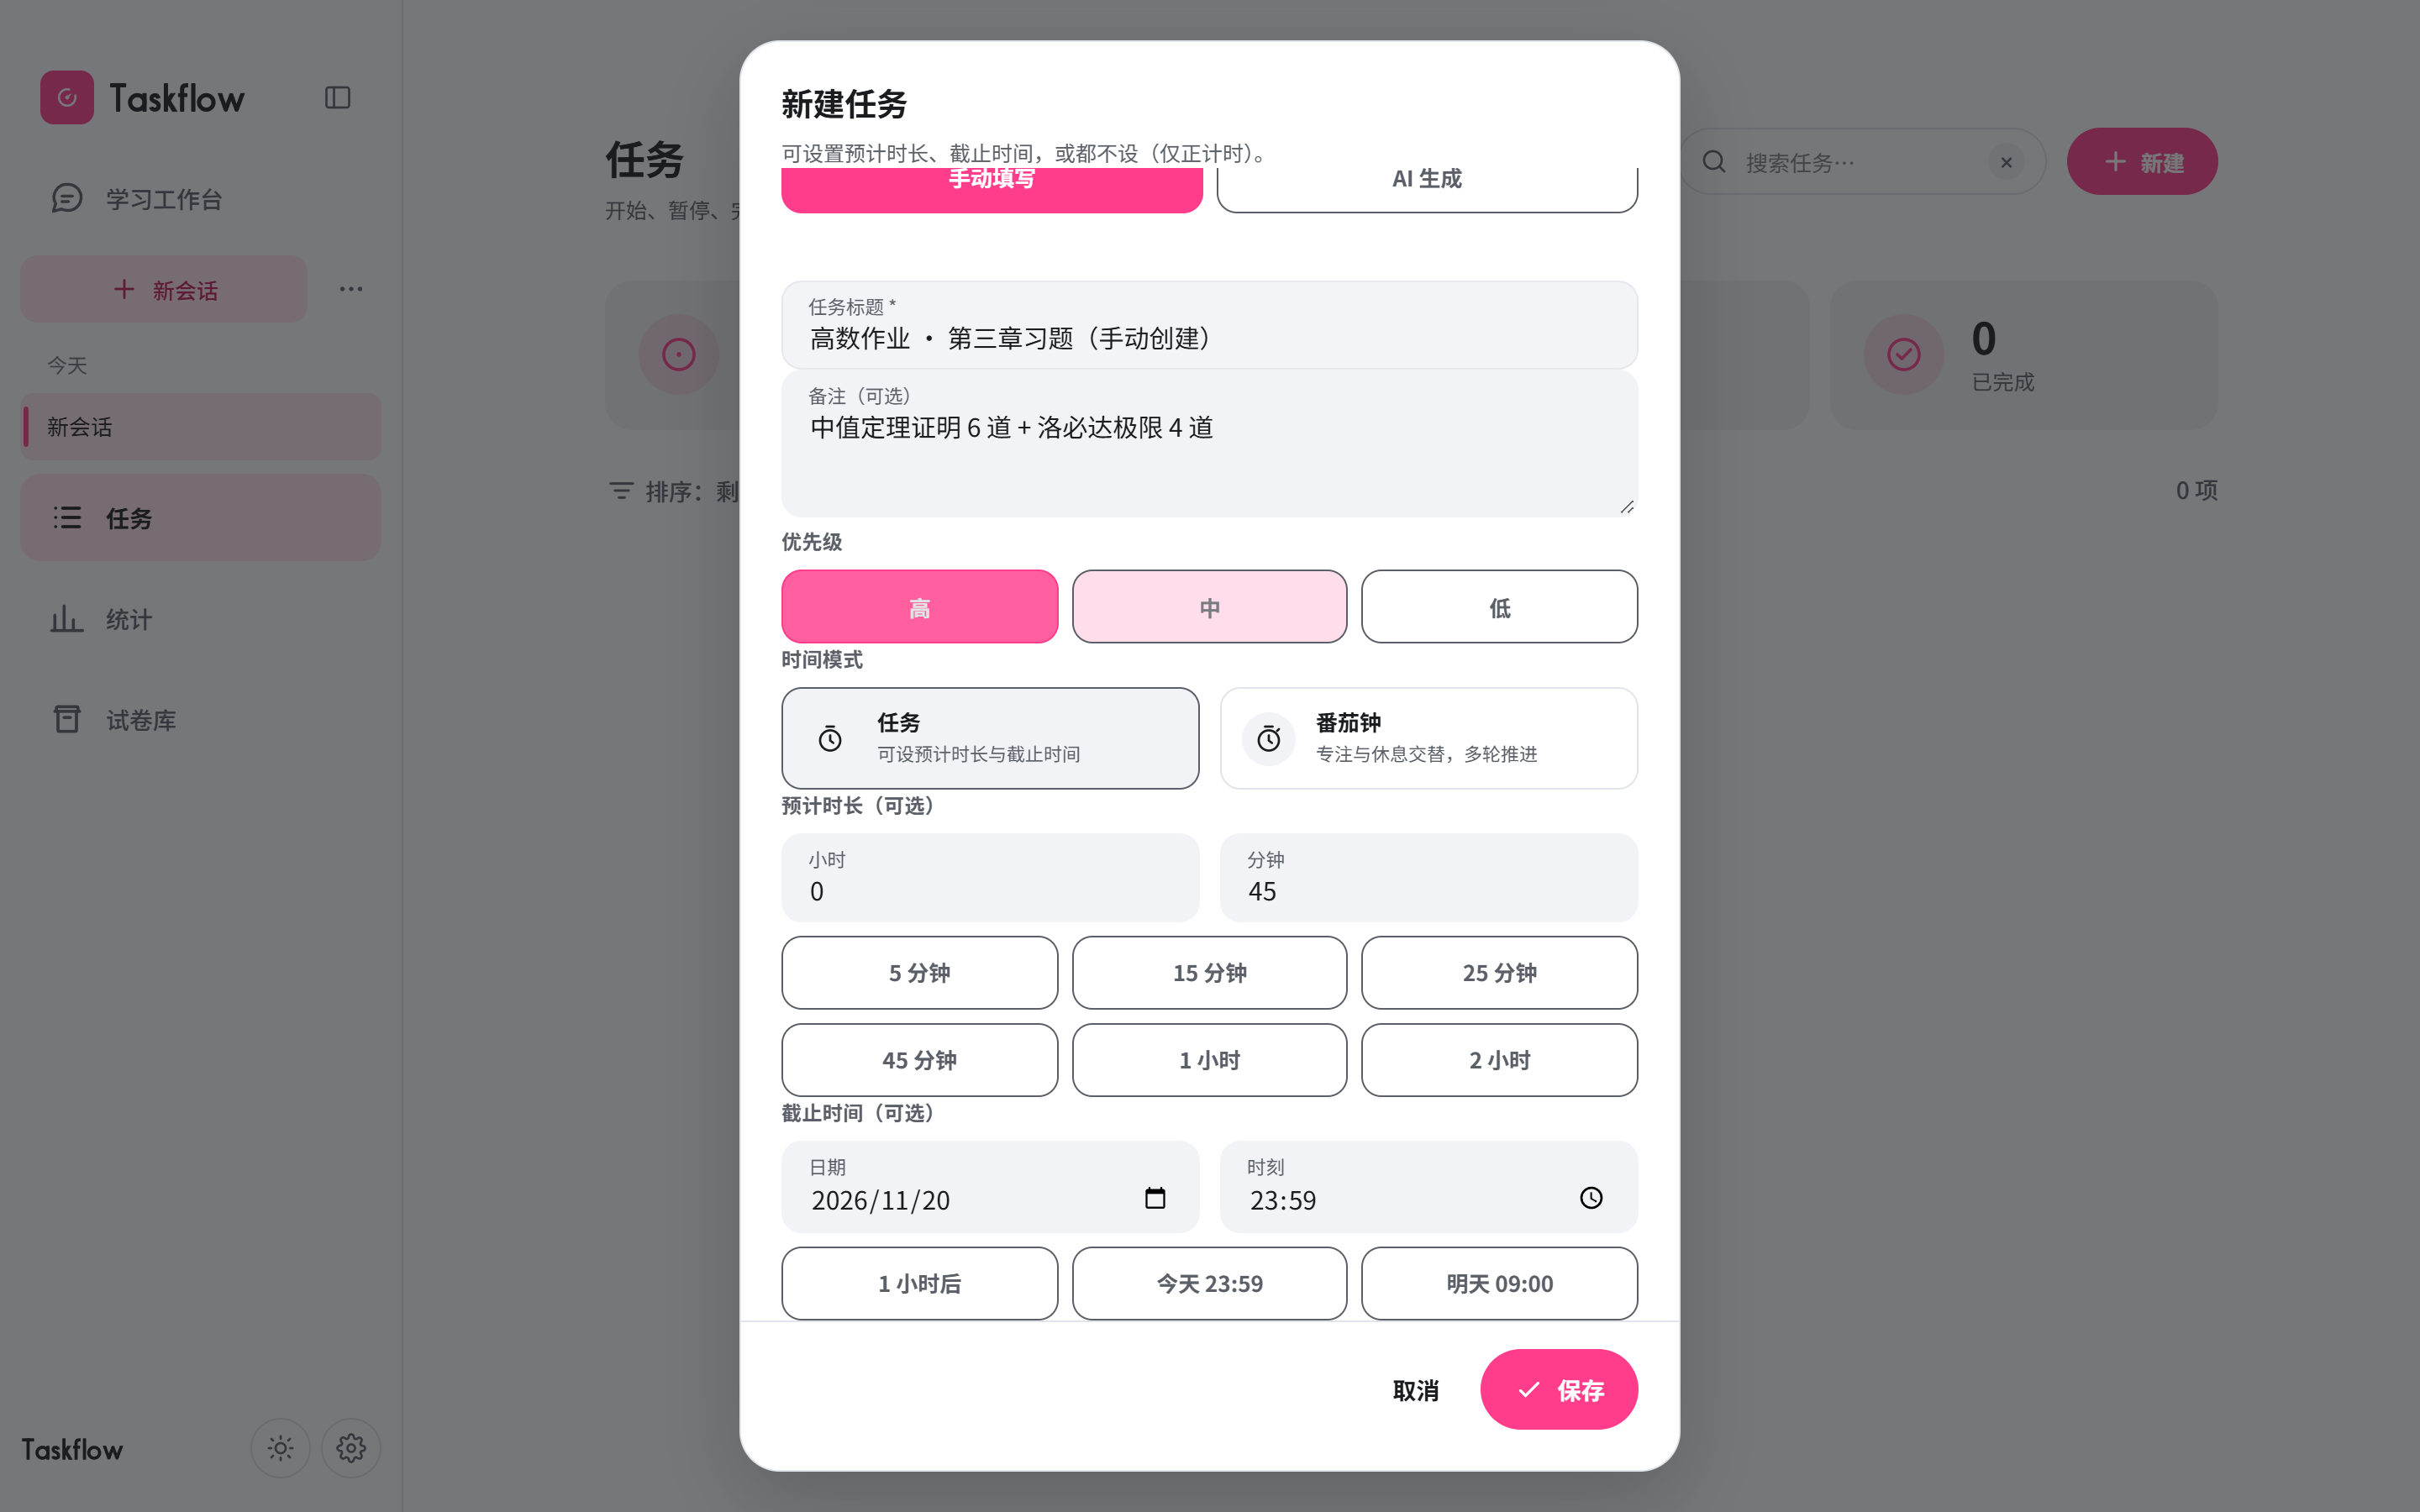 Taskflow
学习工作台
新会话
今天
新会话
任务
统计
试卷库
Taskflow
任务
开始、暂停、
搜索任务…
新建
0
已完成
排序：剩
0 项
新建任务
可设置预计时长、截止时间，或都不设（仅正计时）。
手动填写
AI 生成
任务标题 *
高数作业 · 第三章习题（手动创建）
备注（可选）
中值定理证明 6 道 + 洛必达极限 4 道
优先级
高
中
低
时间模式
任务
可设预计时长与截止时间
番茄钟
专注与休息交替，多轮推进
预计时长（可选）
小时
0
分钟
45
5 分钟
15 分钟
25 分钟
45 分钟
1 小时
2 小时
截止时间（可选）
日期
2026/11/20
时刻
23:59
1 小时后
今天 23:59
明天 09:00
取消
保存